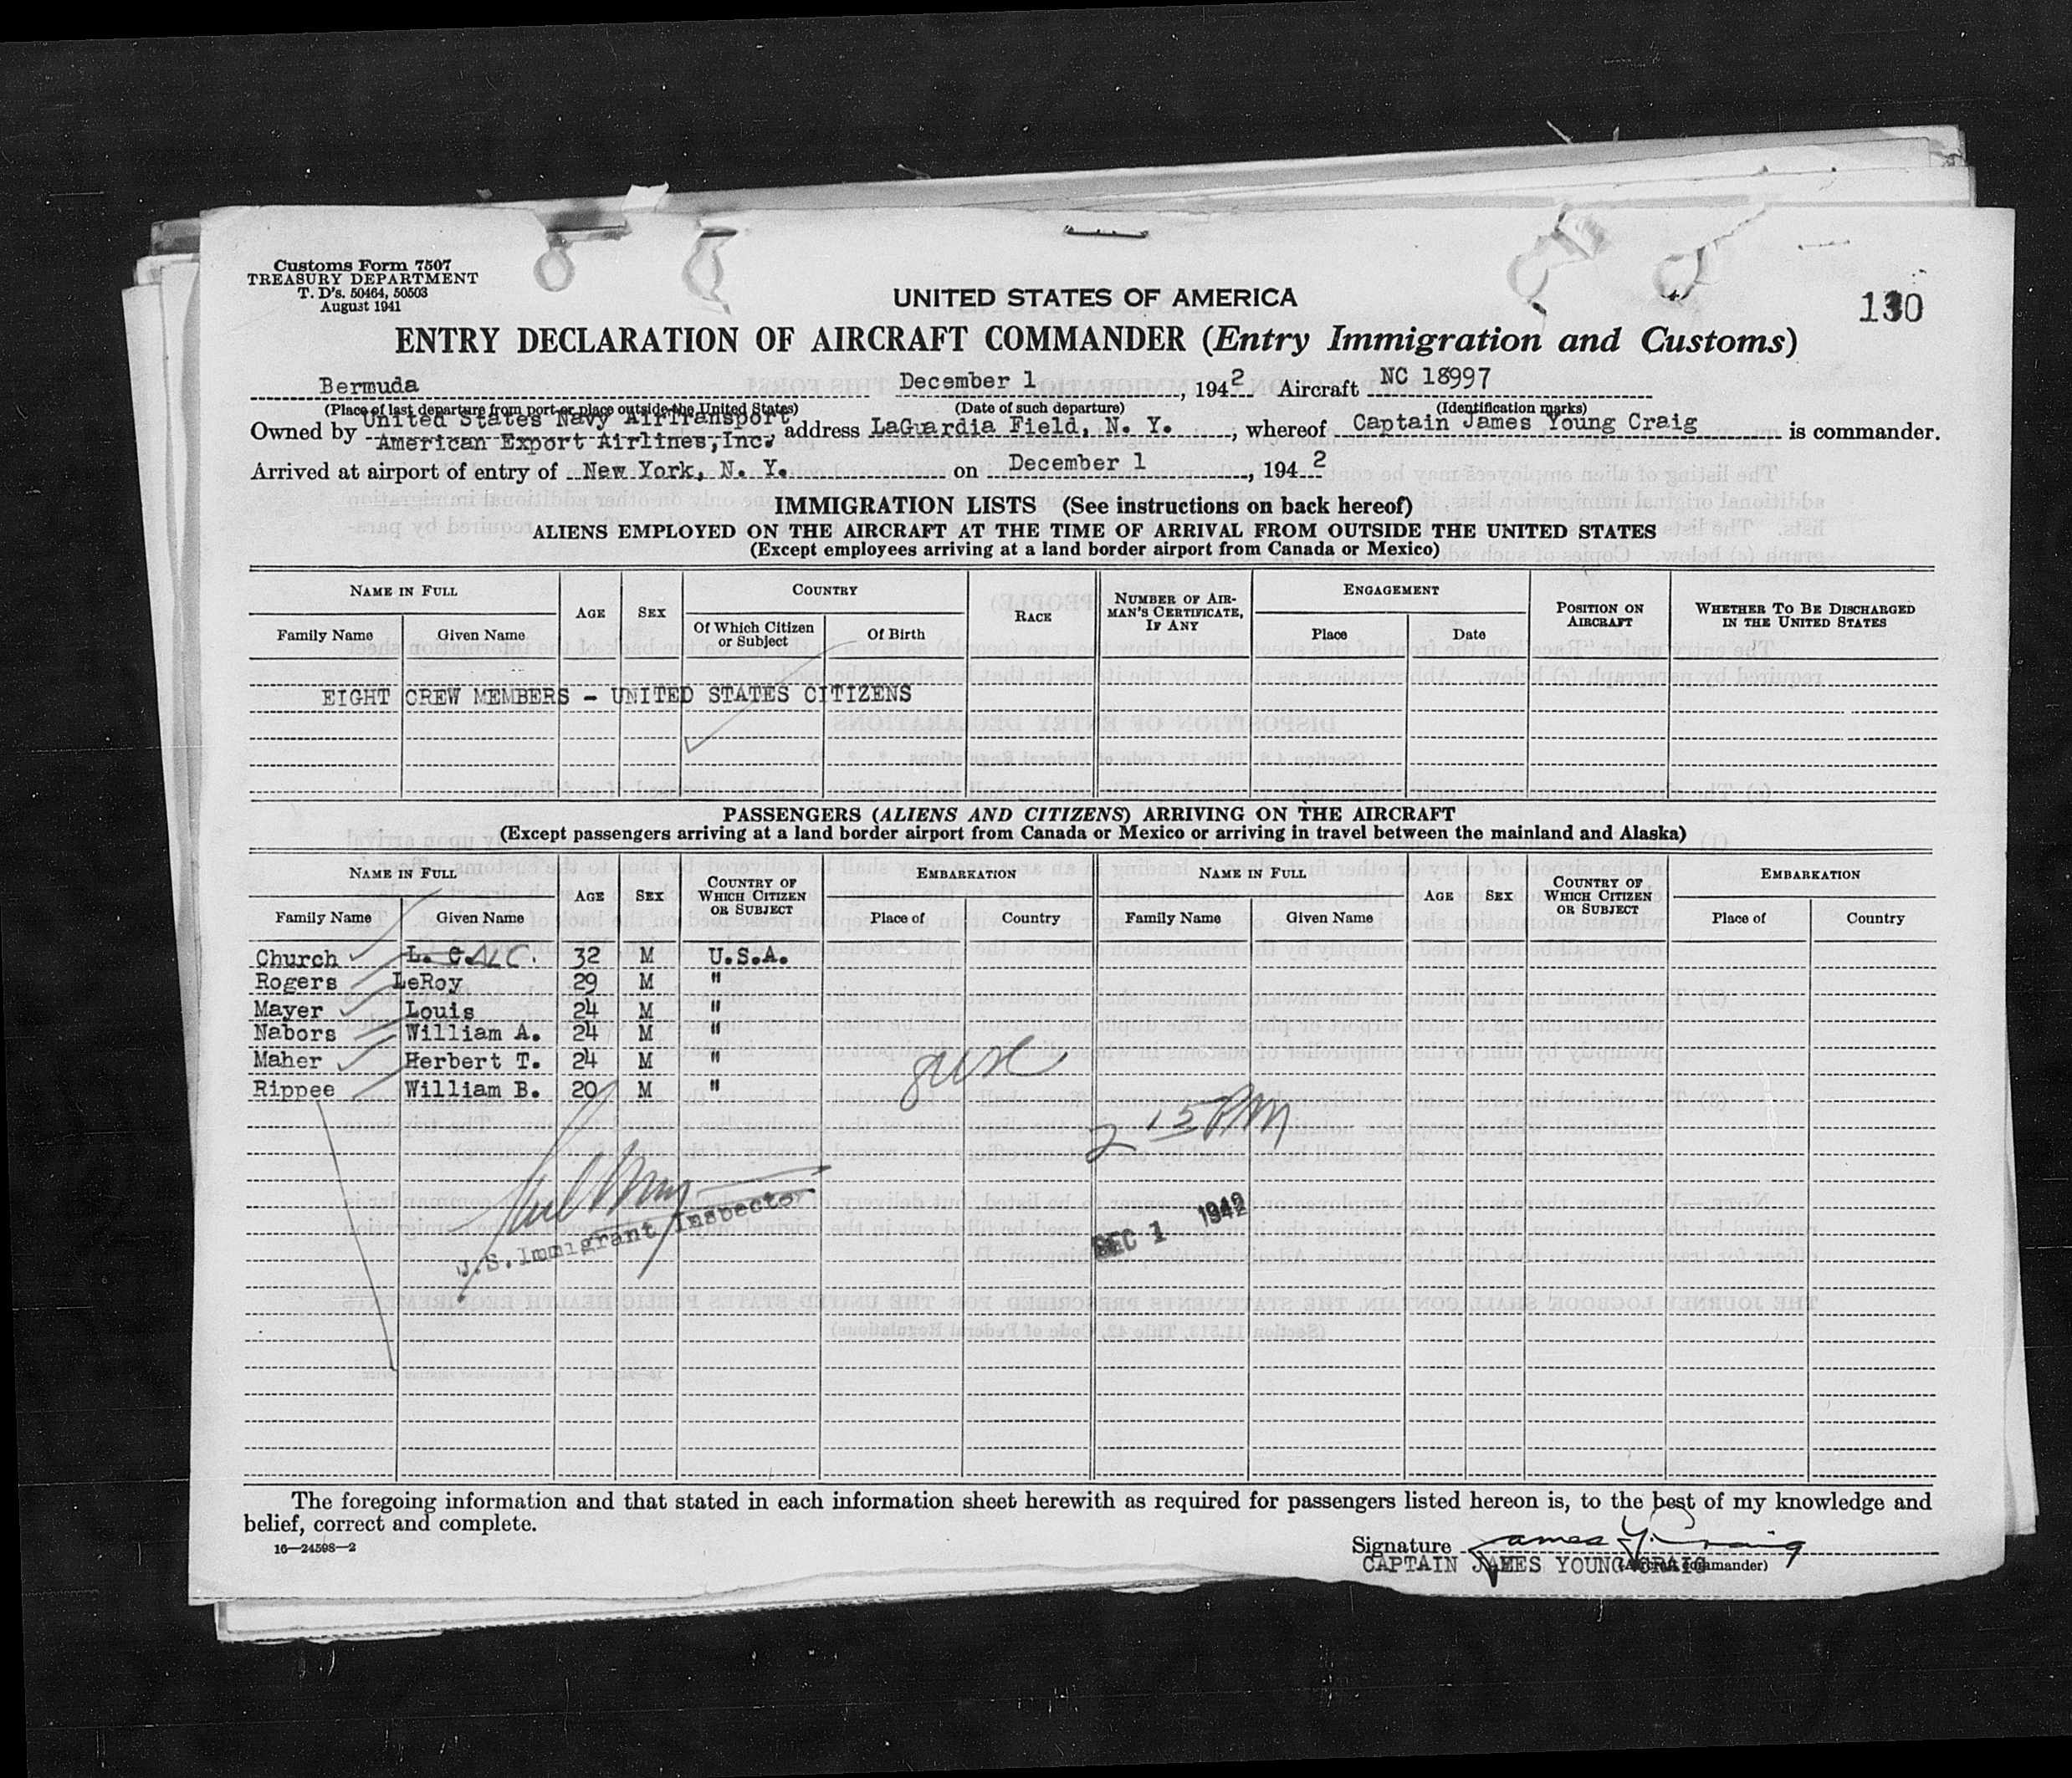 Customs Form 7507
TREASURY DEPARTMENT
T. D's. 50464, 50503
August 1941
UNITED STATES OF AMERICA
130
ENTRY DECLARATION OF AIRCRAFT COMMANDER (Entry Immigration and Customs)
Bermuda December 1, 1942 Aircraft NC 18997
(Place of last departure from port or place outside the United States) (Date of such departure) (Identification marks)
United States Navy AirTransport
Owned by American Export Airlines, Inc. address LaGuardia Field, N. Y., whereof Captain James Young Craig is commander.
Arrived at airport of entry of New York, N. Y. on December 1, 1942
IMMIGRATION LISTS (See instructions on back hereof)
ALIENS EMPLOYED ON THE AIRCRAFT AT THE TIME OF ARRIVAL FROM OUTSIDE THE UNITED STATES
(Except employees arriving at a land border airport from Canada or Mexico)
NAME IN FULL AGE SEX COUNTRY RACE NUMBER OF AIRMAN'S CERTIFICATE, IF ANY ENGAGEMENT POSITION ON AIRCRAFT WHETHER TO BE DISCHARGED IN THE UNITED STATES
Family Name Given Name Of Which Citizen or Subject Of Birth Place Date
EIGHT CREW MEMBERS - UNITED STATES CITIZENS
PASSENGERS (ALIENS AND CITIZENS) ARRIVING ON THE AIRCRAFT
(Except passengers arriving at a land border airport from Canada or Mexico or arriving in travel between the mainland and Alaska)
NAME IN FULL AGE SEX COUNTRY OF WHICH CITIZEN OR SUBJECT EMBARKATION NAME IN FULL AGE SEX COUNTRY OF WHICH CITIZEN OR SUBJECT EMBARKATION
Family Name Given Name Place of Country Family Name Given Name Place of Country
Church L. C. ALC. 32 M U.S.A.
Rogers LeRoy 29 M "
Mayer Louis 24 M "
Nabors William A. 24 M "
Maher Herbert T. 24 M "
Rippee William B. 20 M "
2 15 PM
U.S. Immigrant Inspector
DEC 1 1942
The foregoing information and that stated in each information sheet herewith as required for passengers listed hereon is, to the best of my knowledge and
belief, correct and complete.
16—24598—2
Signature James Y. Craig
CAPTAIN JAMES YOUNG CRAIG (Aircraft commander)